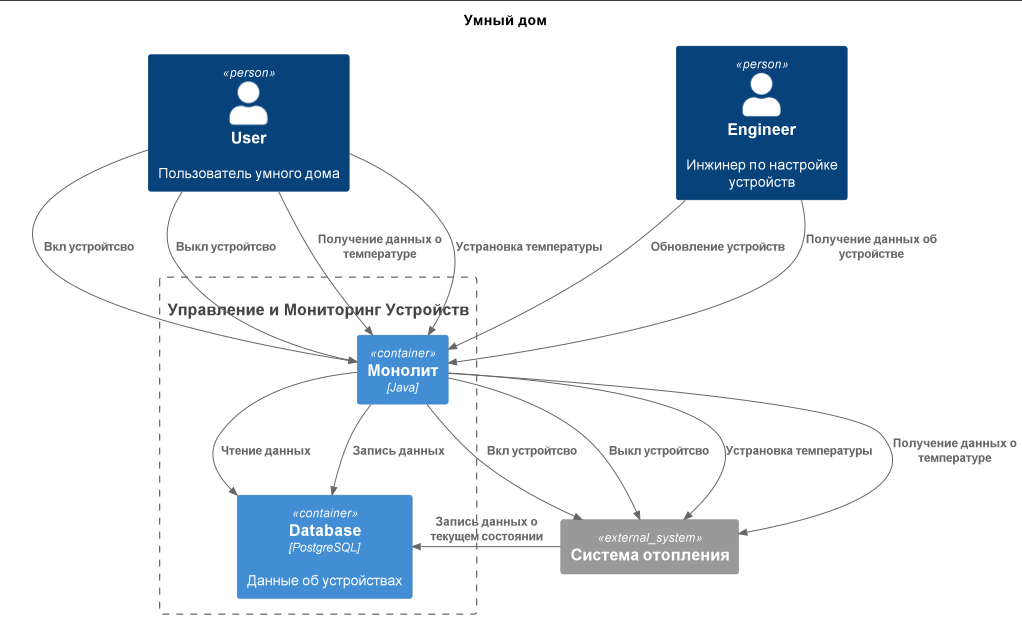 Умный дом
«person»
User
Пользователь умного дома
«person»
Engineer
Инжинер по настройке
устройств
Вкл устройтсво
Выкл устройтсво
Получение данных о
температуре
Устрановка температуры
Обновление устройств
Получение данных об
устройстве
Управление и Мониторинг Устройств
«container»
Монолит
[Java]
Чтение данных
Запись данных
Вкл устройтсво
Выкл устройтсво
Устрановка температуры
Получение данных о
температуре
«container»
Database
[PostgreSQL]
Данные об устройствах
Запись данных о
текущем состоянии
«external_system»
Система отопления